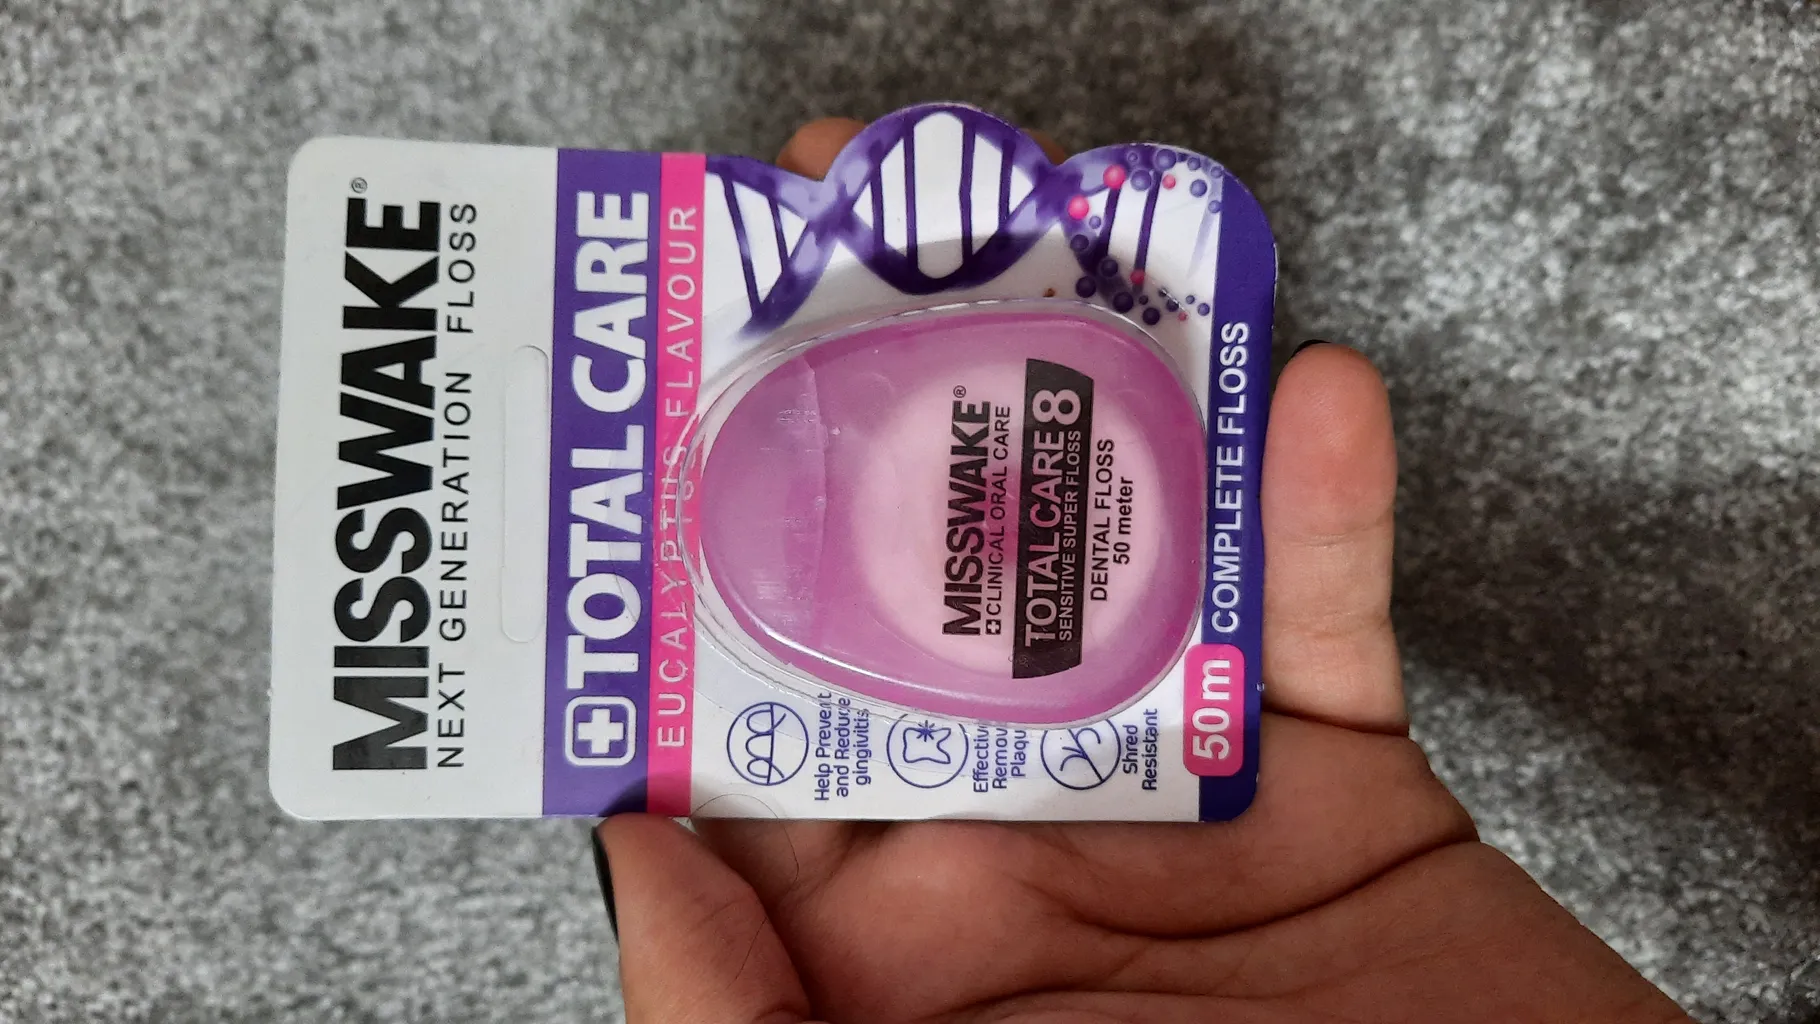 MISSWAKE®
NEXT GENERATION FLOSS
TOTAL CARE
EUCALYPTUS FLAVOUR
MISSWAKE®
CLINICAL ORAL CARE
TOTAL CARE 8
SENSITIVE SUPER FLOSS
DENTAL FLOSS
50 meter
Help Prevent
and Reduce
gingivitis
Shred
Resistant
50m COMPLETE FLOSS